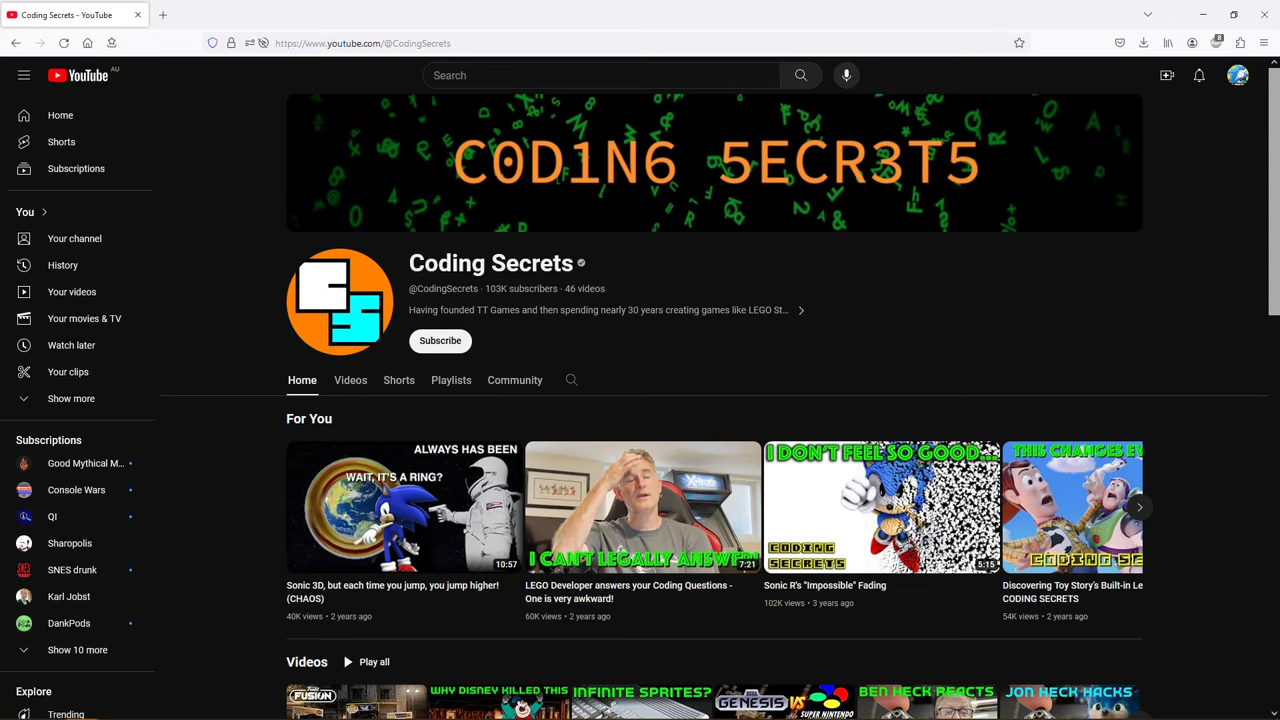 Coding Secrets - YouTube
https://www.youtube.com/@CodingSecrets
8
YouTube AU
Search
Home
Shorts
Subscriptions
You
Your channel
History
Your videos
Your movies & TV
Watch later
Your clips
Show more
Subscriptions
Good Mythical M...
Console Wars
QI
Sharopolis
SNES drunk
Karl Jobst
DankPods
Show 10 more
Explore
Trending
C0D1N6 5ECR3T5
Coding Secrets
@CodingSecrets · 103K subscribers · 46 videos
Having founded TT Games and then spending nearly 30 years creating games like LEGO St...
Subscribe
Home Videos Shorts Playlists Community
For You
ALWAYS HAS BEEN
WAIT, IT'S A RING?
10:57
Sonic 3D, but each time you jump, you jump higher!
(CHAOS)
40K views · 2 years ago
I CAN'T LEGALLY ANSWER!
7:21
LEGO Developer answers your Coding Questions -
One is very awkward!
60K views · 2 years ago
I DON'T FEEL SO GOOD...
CODING
SECRETS
5:15
Sonic R's "Impossible" Fading
102K views · 3 years ago
THIS CHANGES EV
CODING SE
Discovering Toy Story's Built-in Le
CODING SECRETS
54K views · 2 years ago
Videos Play all
FUSION
WHY DISNEY KILLED THIS
INFINITE SPRITES?
GENESIS VS SUPER NINTENDO
BEN HECK REACTS
JON HECK HACKS